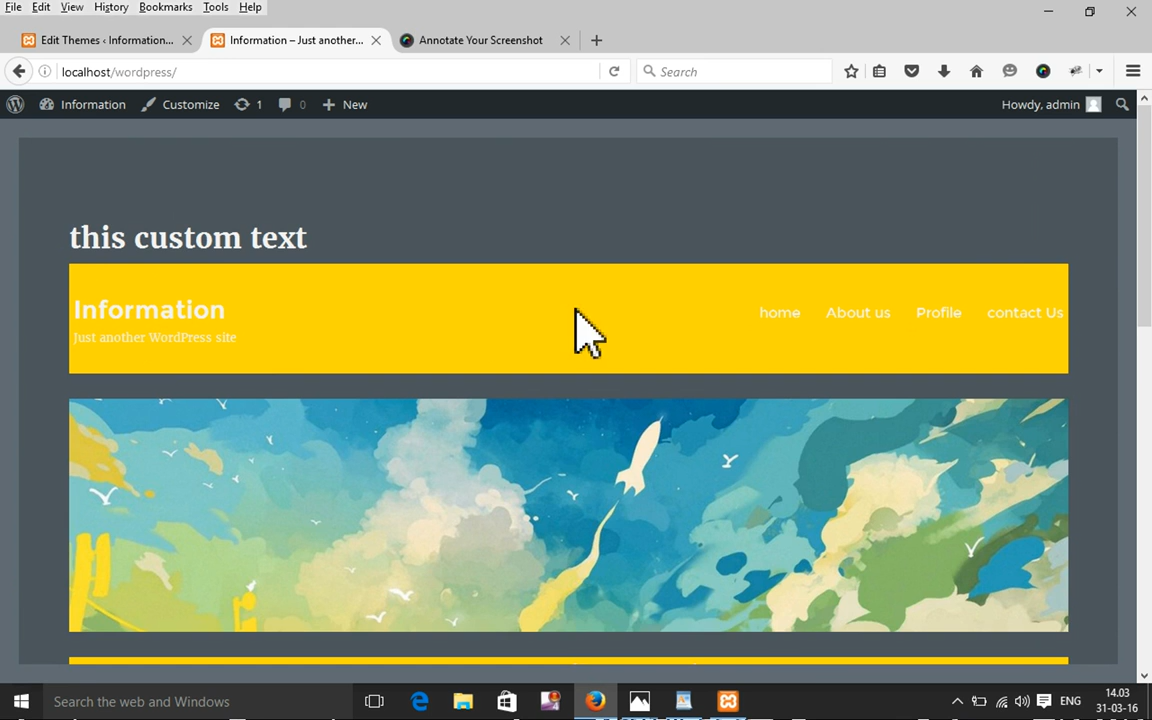 File Edit View History Bookmarks Tools Help
Edit Themes ‹ Information...
Information – Just another...
Annotate Your Screenshot
localhost/wordpress/
Search
Information
Customize
1
0
New
Howdy, admin
this custom text
Information
Just another WordPress site
home About us Profile contact Us
Search the web and Windows
ENG
14.03
31-03-16